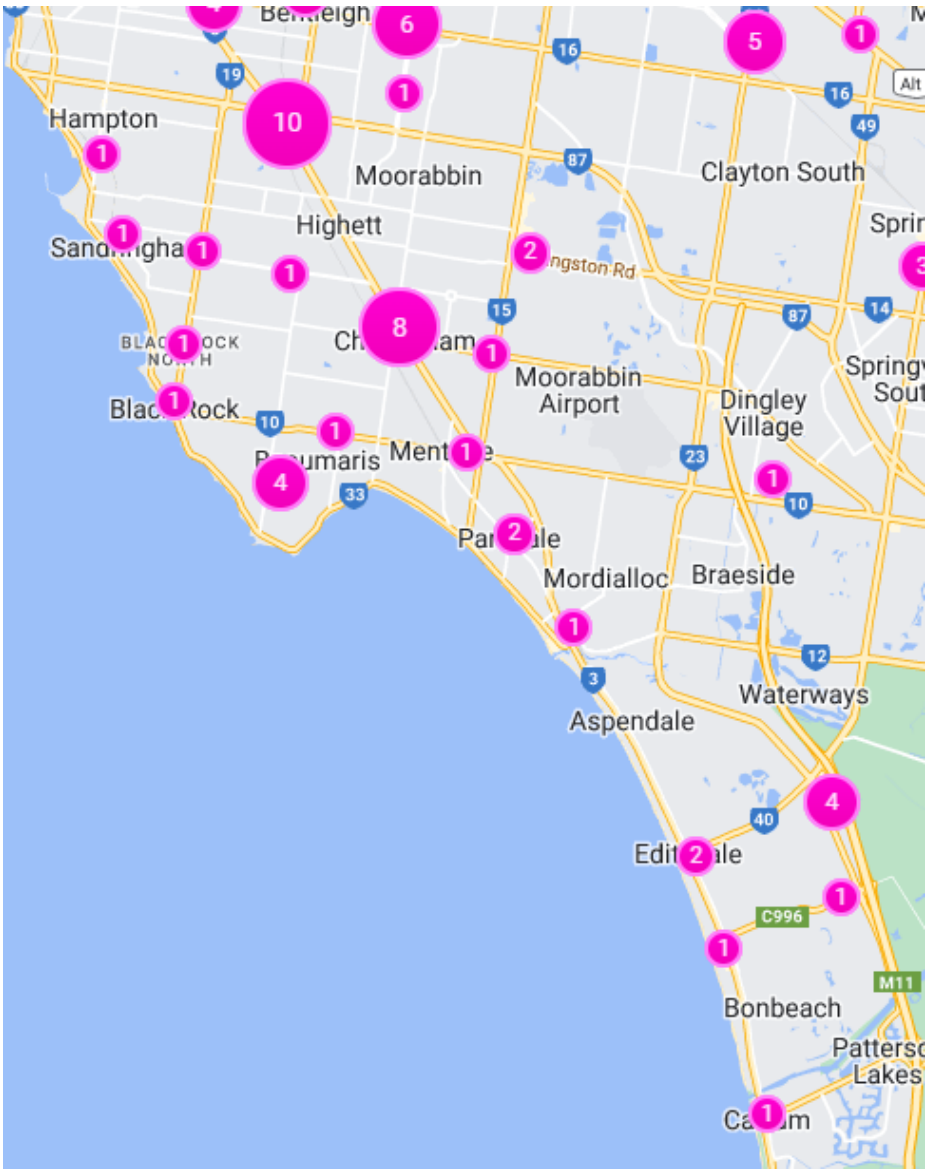 4
Bentleigh
6
5
1
M
16
19
1
16
Alt
Hampton
10
49
1
87
Moorabbin
Clayton South
Highett
Sprin
1
Sandringha
1
1
2
ngston Rd
3
15
87
14
8
1
1
Moorabbin
Airport
Springv
Sout
Black Rock
1
10
1
Dingley
Village
Beaumaris
4
33
1
23
1
10
2
Mordialloc
Braeside
1
12
3
Waterways
Aspendale
4
40
2
1
C996
1
M11
Bonbeach
Patterso
Lakes
1